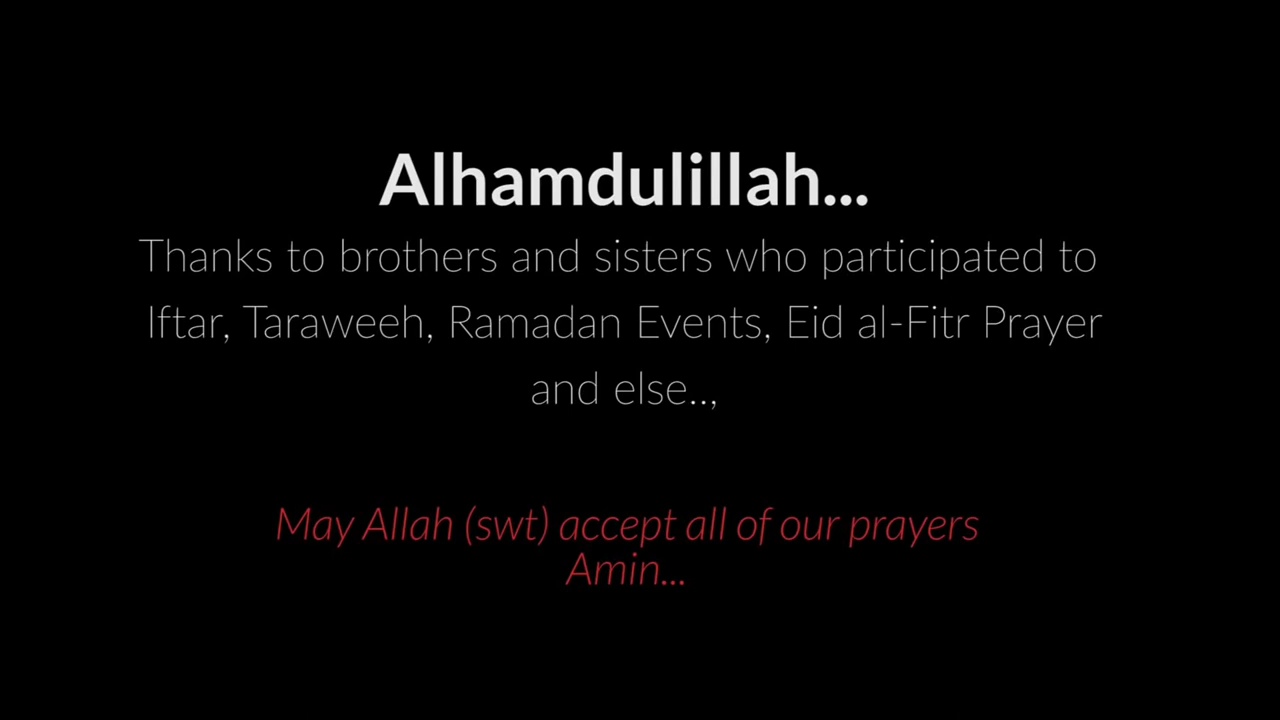 Alhamdulillah...
Thanks to brothers and sisters who participated to
Iftar, Taraweeh, Ramadan Events, Eid al-Fitr Prayer
and else..,
May Allah (swt) accept all of our prayers
Amin...